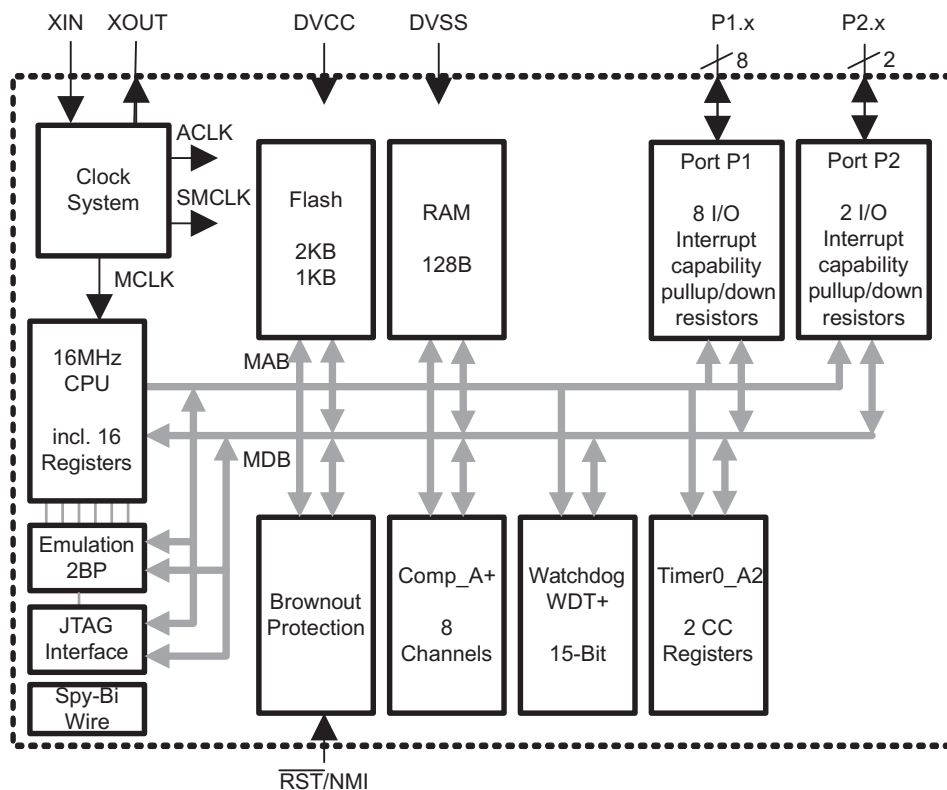 XIN
XOUT
DVCC
DVSS
P1.x
P2.x
8
2
Clock
System
ACLK
SMCLK
MCLK
Flash
2KB
1KB
RAM
128B
Port P1
8 I/O
Interrupt
capability
pullup/down
resistors
Port P2
2 I/O
Interrupt
capability
pullup/down
resistors
16MHz
CPU
incl. 16
Registers
MAB
MDB
Emulation
2BP
JTAG
Interface
Spy-Bi
Wire
Brownout
Protection
Comp_A+
8
Channels
Watchdog
WDT+
15-Bit
Timer0_A2
2 CC
Registers
RST/NMI